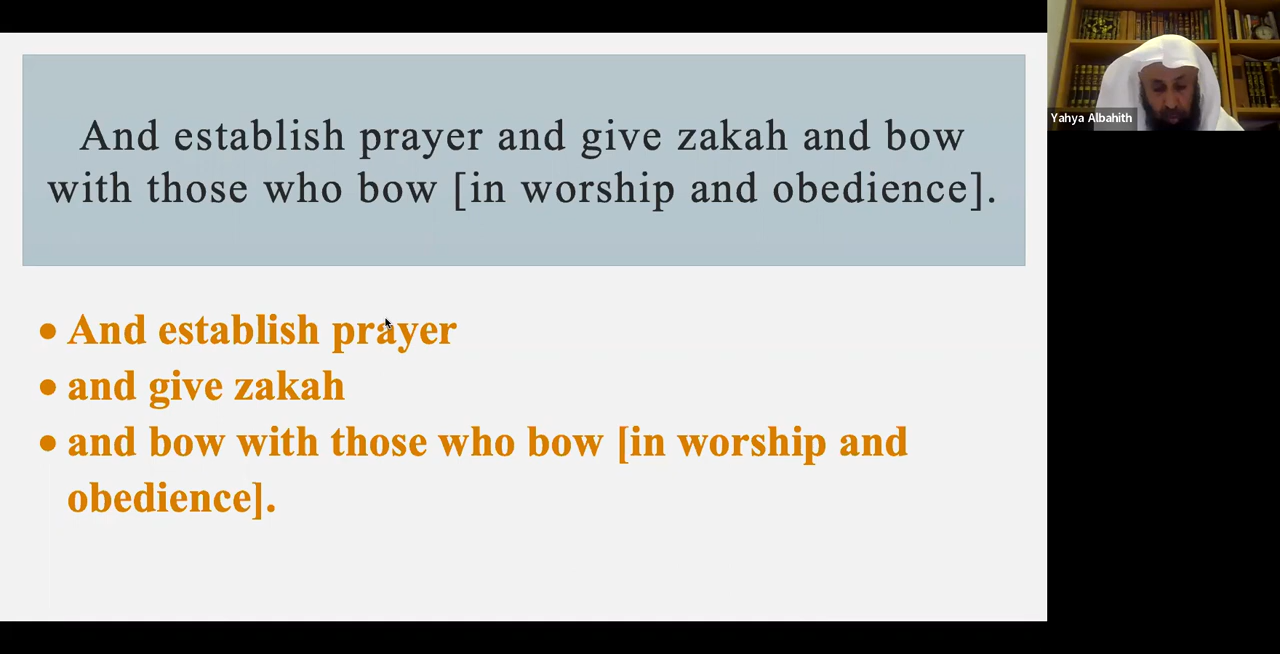 And establish prayer and give zakah and bow
with those who bow [in worship and obedience].
• And establish prayer
• and give zakah
• and bow with those who bow [in worship and
obedience].
Yahya Albahith